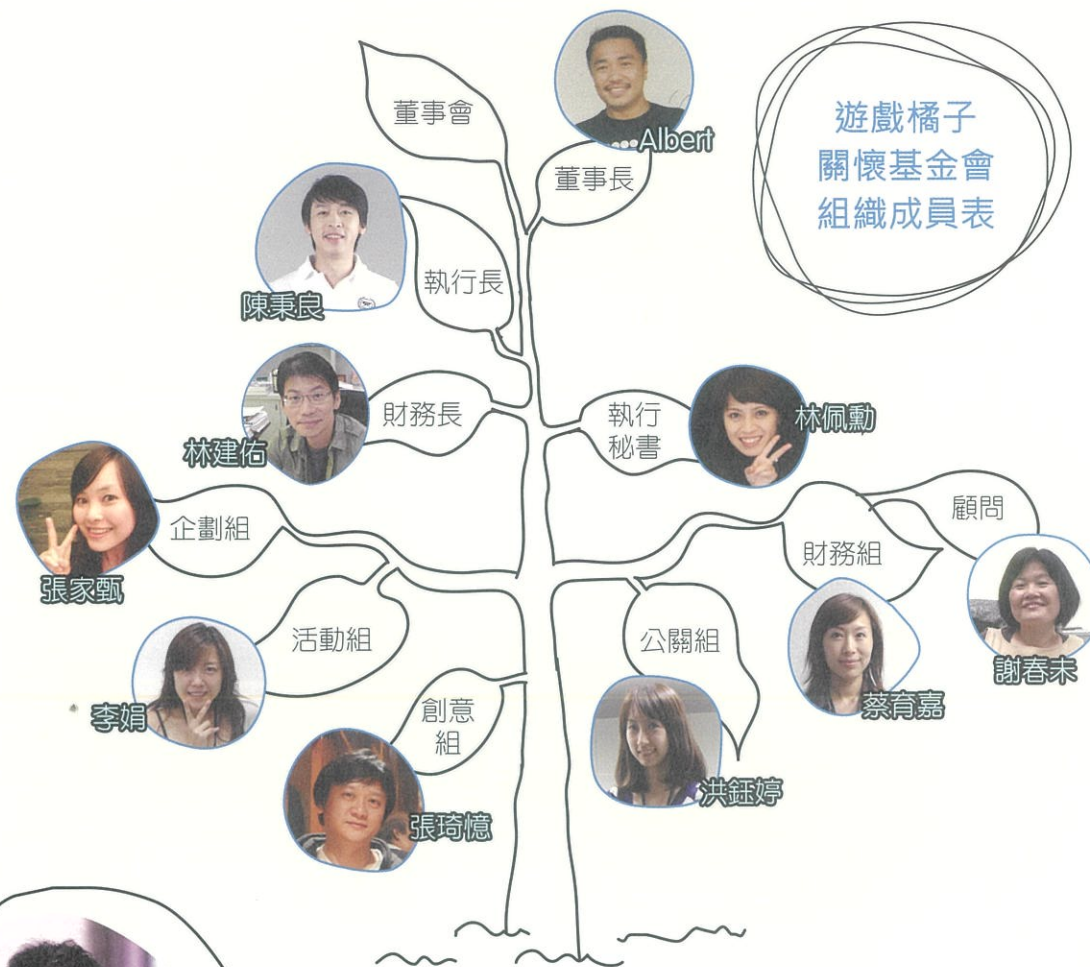 遊戲橘子
關懷基金會
組織成員表
董事會
Albert
董事長
執行長
陳秉良
財務長
林建佑
執行
秘書
林佩勳
企劃組
張家甄
顧問
財務組
謝春未
蔡育嘉
活動組
李娟
公關組
洪鈺婷
創意
組
張琦憶